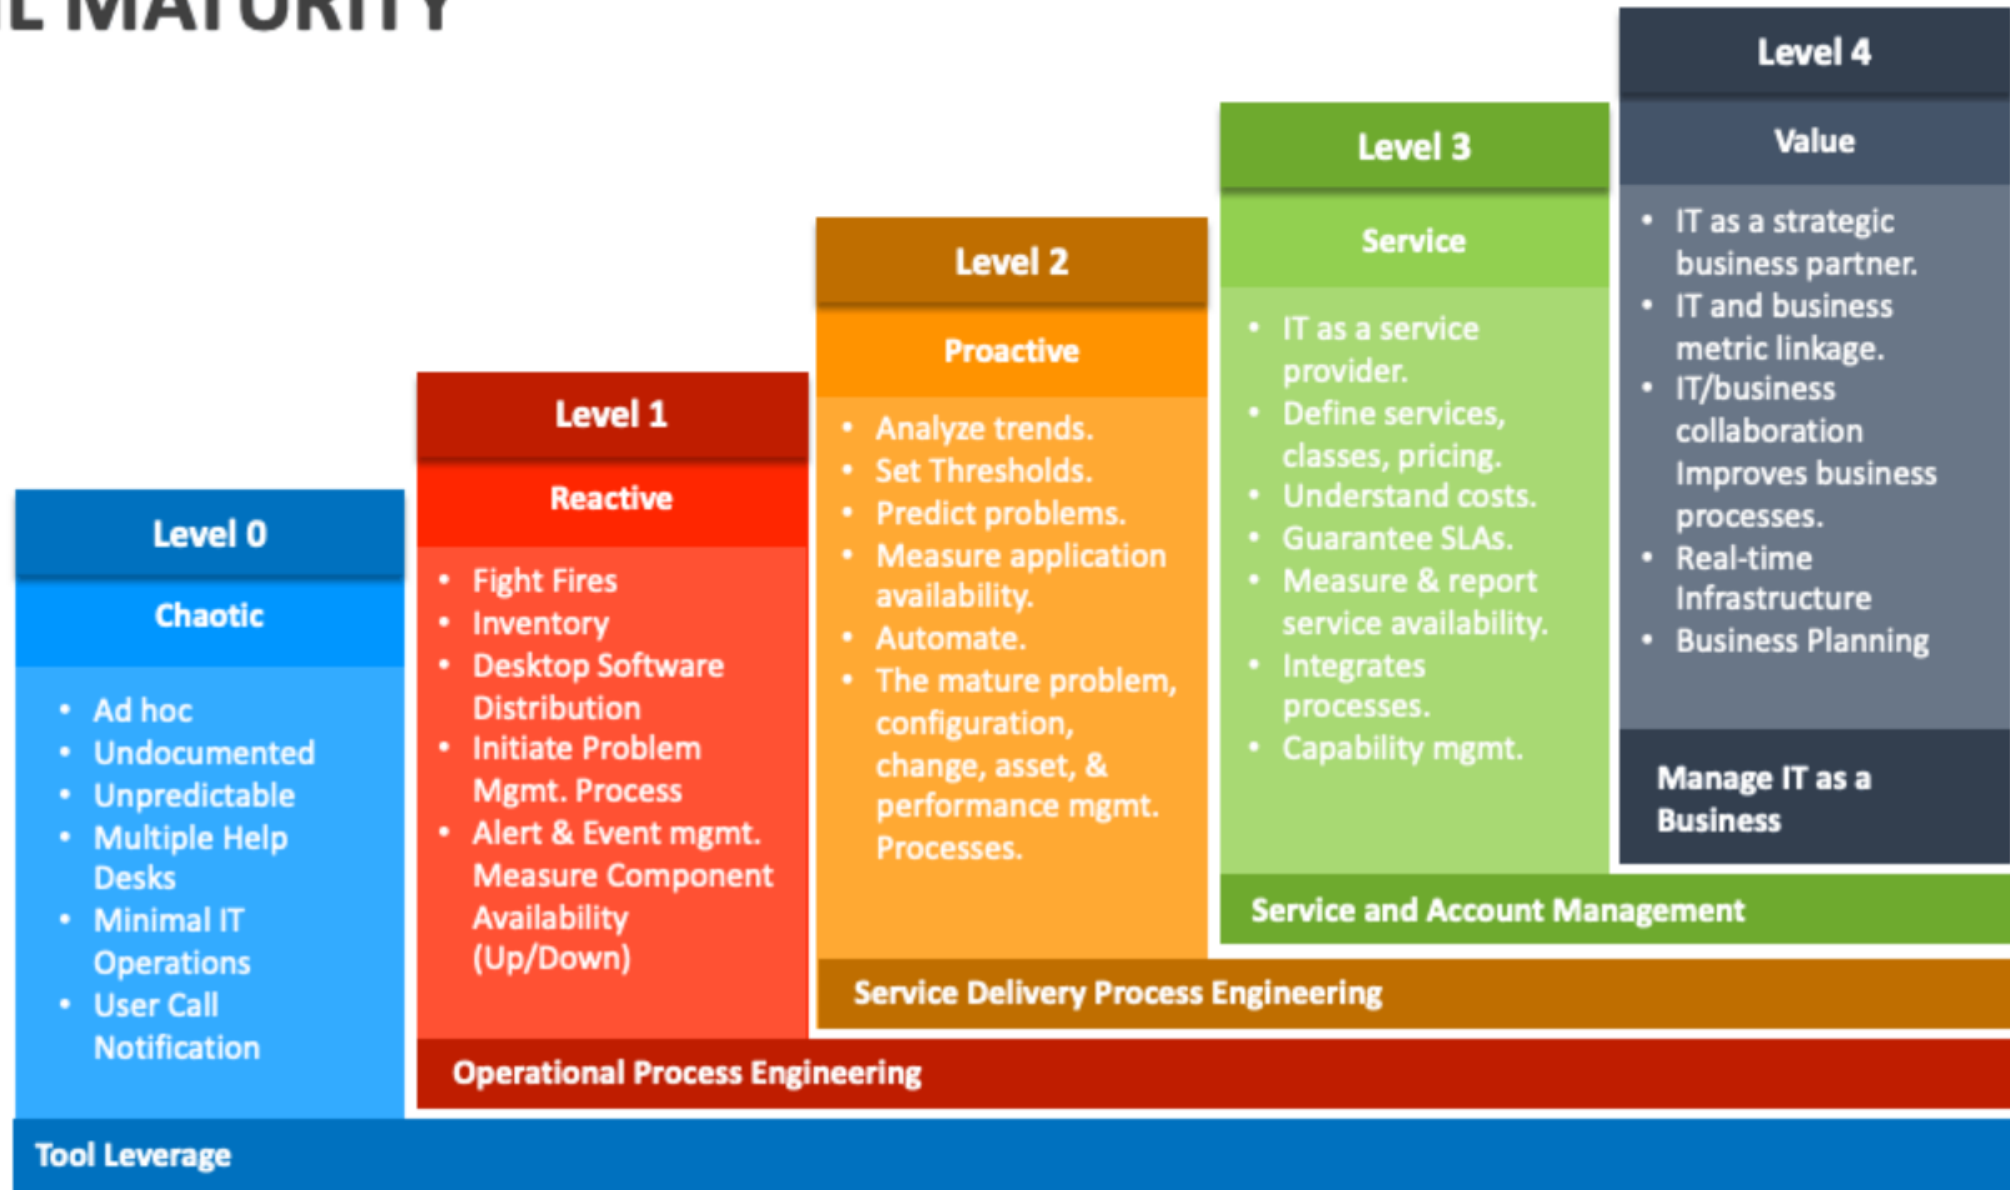 MATURITY
Level 0
Chaotic
• Ad hoc
• Undocumented
• Unpredictable
• Multiple Help
Desks
• Minimal IT
Operations
• User Call
Notification
Tool Leverage
Level 1
Reactive
• Fight Fires
• Inventory
• Desktop Software
Distribution
• Initiate Problem
Mgmt. Process
• Alert & Event mgmt.
Measure Component
Availability
(Up/Down)
Operational Process Engineering
Level 2
Proactive
• Analyze trends.
• Set Thresholds.
• Predict problems.
• Measure application
availability.
• Automate.
• The mature problem,
configuration,
change, asset, &
performance mgmt.
Processes.
Service Delivery Process Engineering
Level 3
Service
• IT as a service
provider.
• Define services,
classes, pricing.
• Understand costs.
• Guarantee SLAs.
• Measure & report
service availability.
• Integrates
processes.
• Capability mgmt.
Service and Account Management
Level 4
Value
• IT as a strategic
business partner.
• IT and business
metric linkage.
• IT/business
collaboration
Improves business
processes.
• Real-time
Infrastructure
• Business Planning
Manage IT as a
Business